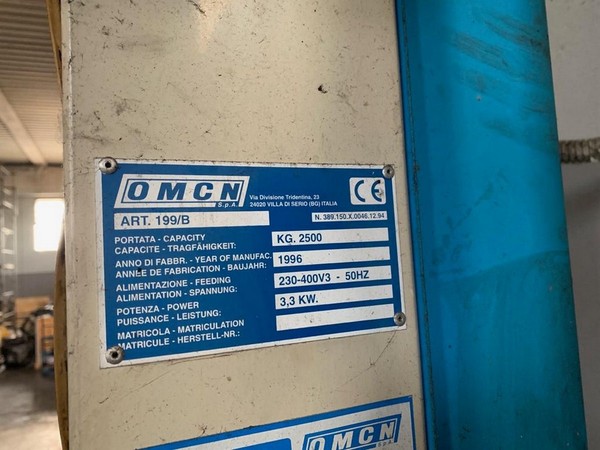 OMCN
S.p.A.
Via Divisione Tridentina, 23
24020 VILLA DI SERIO (BG) ITALIA
CE
ART. 199/B
N. 389.150.X.0046.12.94
PORTATA - CAPACITY
CAPACITE - TRAGFÄHIGKEIT:
KG. 2500
ANNO DI FABBR. - YEAR OF MANUFAC.
ANNEE DE FABRICATION - BAUJAHR:
1996
ALIMENTAZIONE - FEEDING
ALIMENTATION - SPANNUNG:
230-400V3 - 50HZ
POTENZA - POWER
PUISSANCE - LEISTUNG:
3,3 KW.
MATRICOLA - MATRICULATION
MATRICULE - HERSTELL-NR.:
OMCN